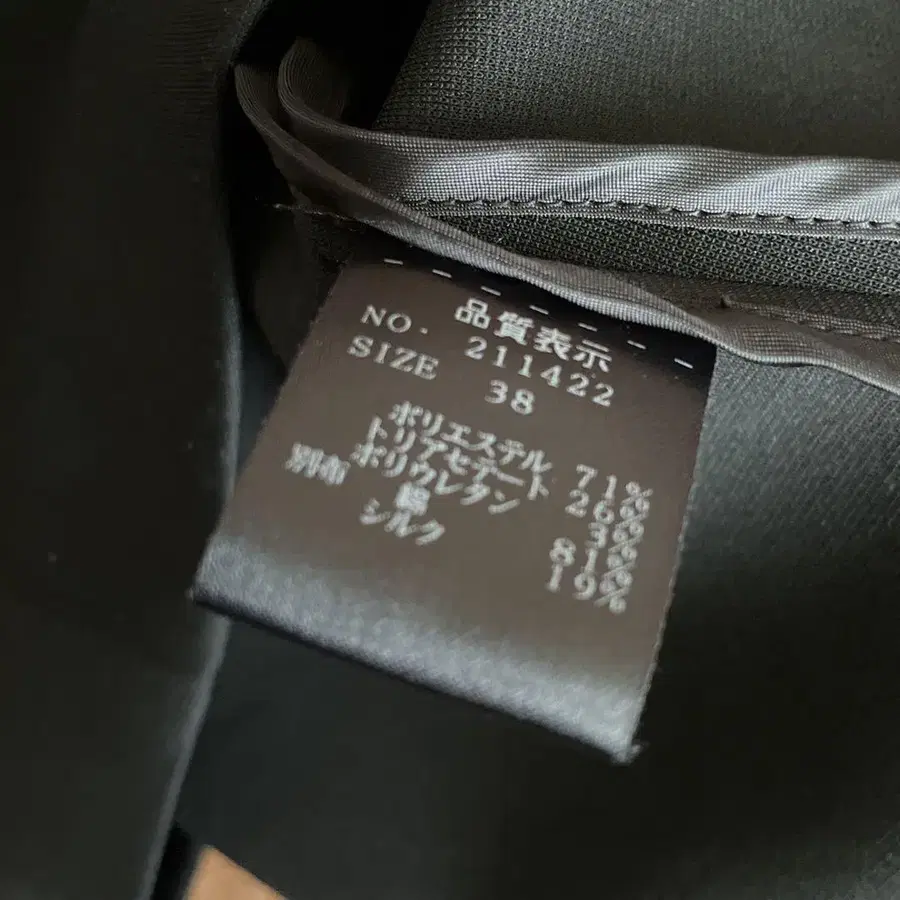 品質表示
NO. 211422
SIZE 38
ポリエステル 71%
トリアセテート 26%
ポリウレタン 3%
別布 綿 81%
シルク 19%